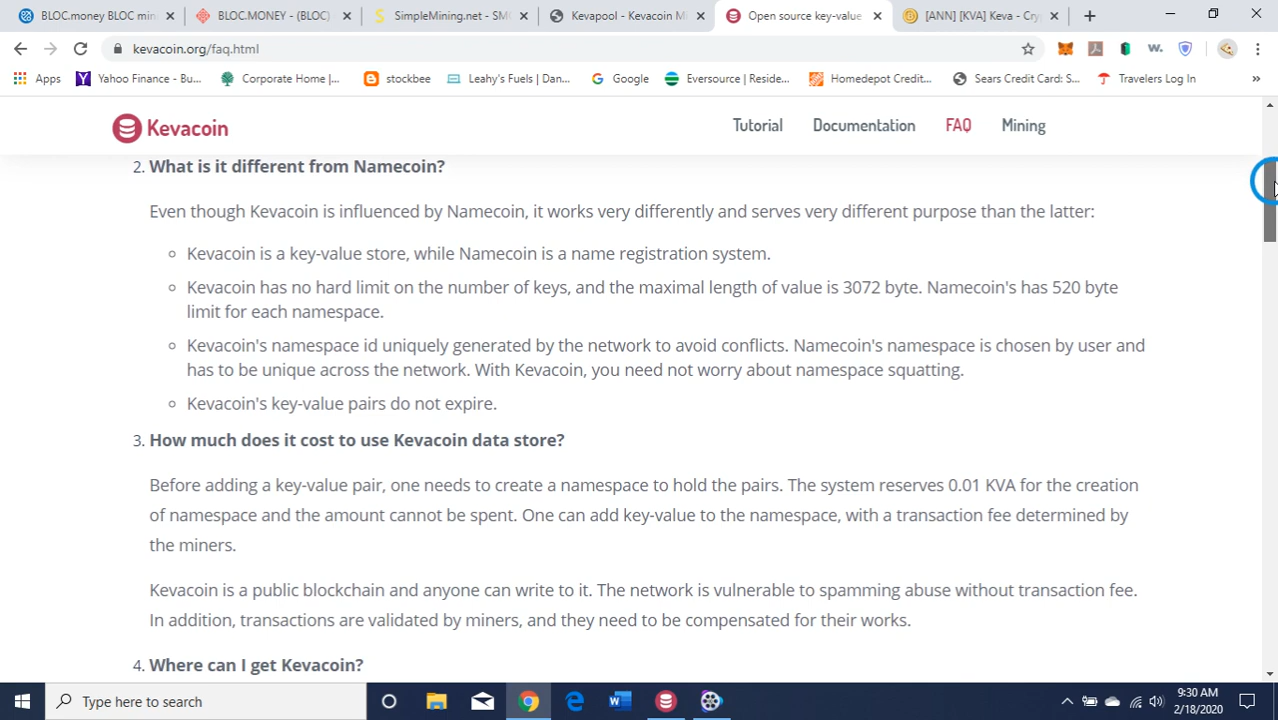 BLOC.money BLOC min
BLOC.MONEY - (BLOC)
SimpleMining.net - SMO
Kevapool - Kevacoin M
Open source key-value
[ANN] [KVA] Keva - Cry
kevacoin.org/faq.html
Apps
Yahoo Finance - Bu...
Corporate Home |...
stockbee
Leahy's Fuels | Dan...
Google
Eversource | Reside...
Homedepot Credit...
Sears Credit Card: S...
Travelers Log In
Kevacoin
Tutorial
Documentation
FAQ
Mining
2. What is it different from Namecoin?
Even though Kevacoin is influenced by Namecoin, it works very differently and serves very different purpose than the latter:
Kevacoin is a key-value store, while Namecoin is a name registration system.
Kevacoin has no hard limit on the number of keys, and the maximal length of value is 3072 byte. Namecoin's has 520 byte
limit for each namespace.
Kevacoin's namespace id uniquely generated by the network to avoid conflicts. Namecoin's namespace is chosen by user and
has to be unique across the network. With Kevacoin, you need not worry about namespace squatting.
Kevacoin's key-value pairs do not expire.
3. How much does it cost to use Kevacoin data store?
Before adding a key-value pair, one needs to create a namespace to hold the pairs. The system reserves 0.01 KVA for the creation
of namespace and the amount cannot be spent. One can add key-value to the namespace, with a transaction fee determined by
the miners.
Kevacoin is a public blockchain and anyone can write to it. The network is vulnerable to spamming abuse without transaction fee.
In addition, transactions are validated by miners, and they need to be compensated for their works.
4. Where can I get Kevacoin?
Type here to search
9:30 AM
2/18/2020